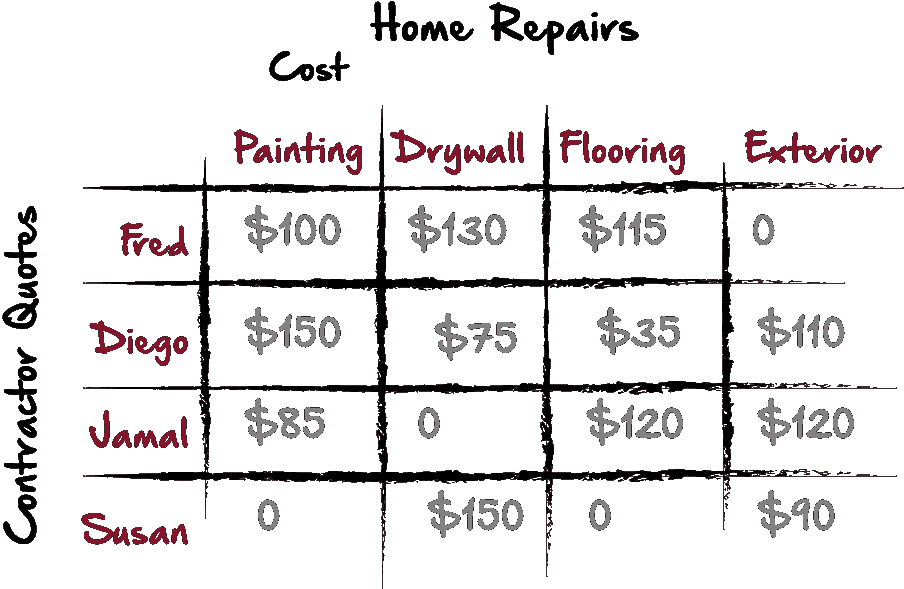 Home Repairs
Cost
Contractor Quotes
Painting Drywall Flooring Exterior
Fred $100 $130 $115 0
Diego $150 $75 $35 $110
Jamal $85 0 $120 $120
Susan 0 $150 0 $90